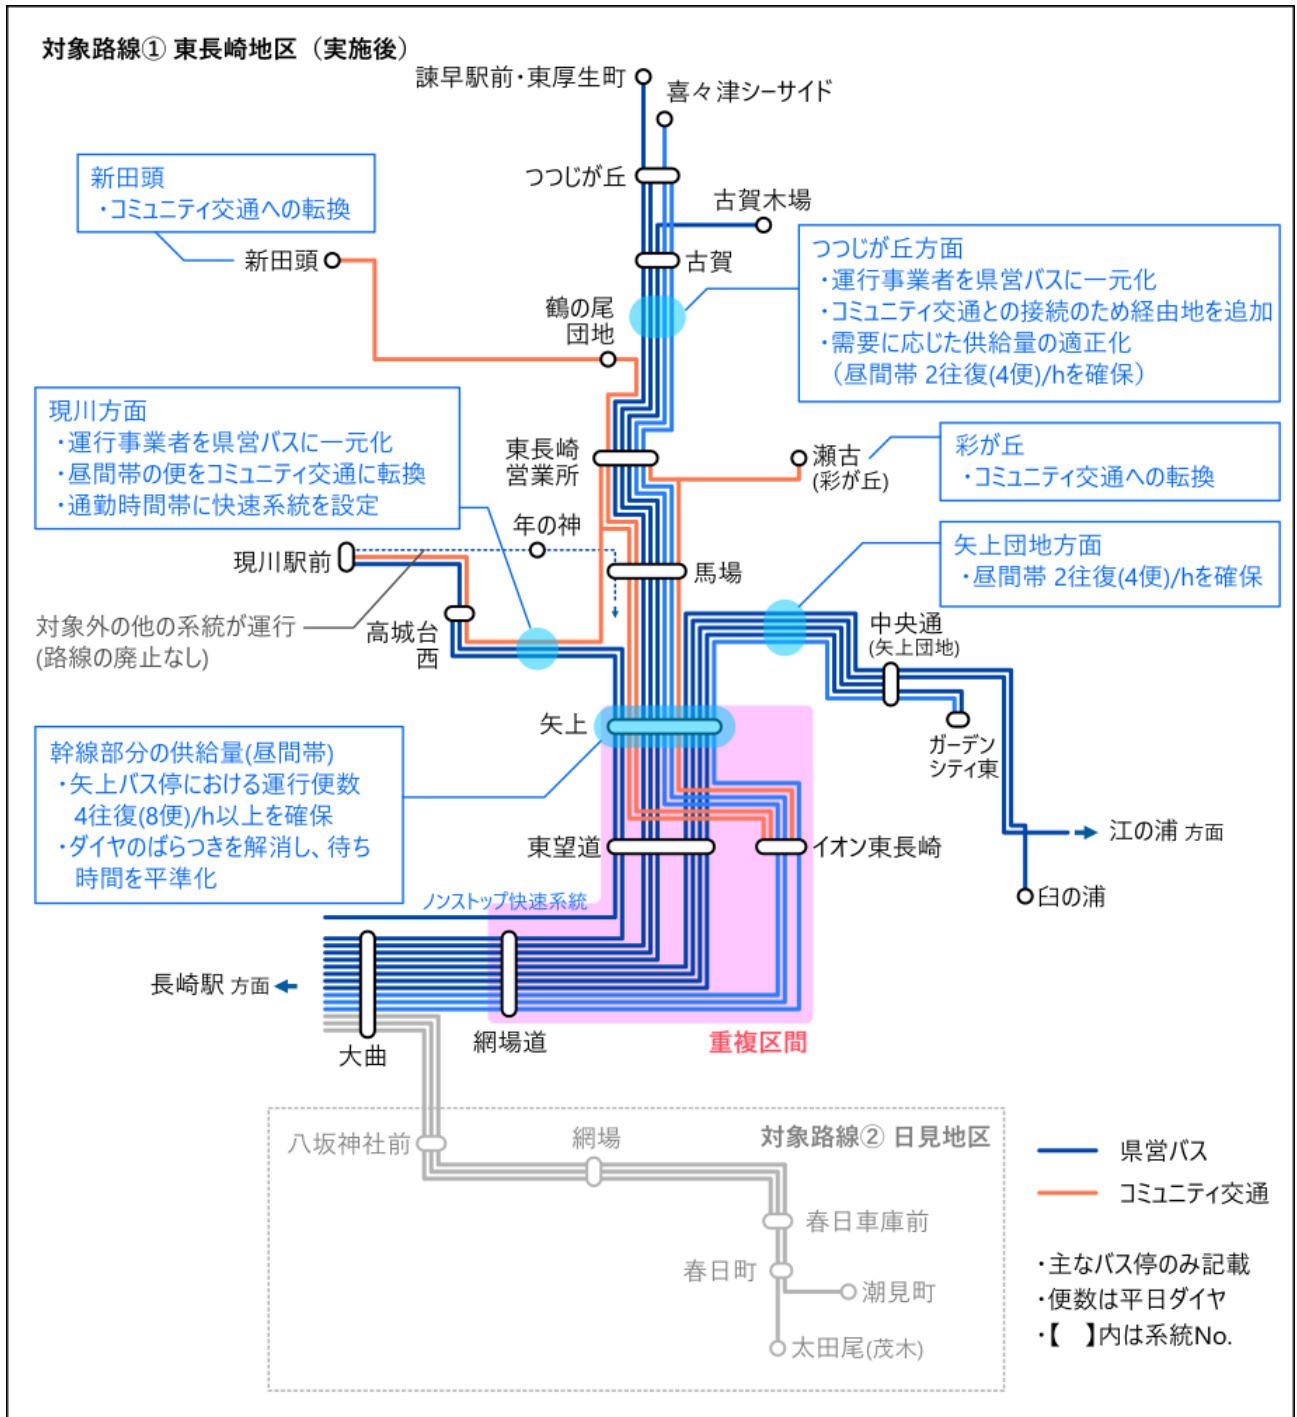 対象路線① 東長崎地区（実施後）
諫早駅前・東厚生町
喜々津シーサイド
新田頭
・コミュニティ交通への転換
つつじが丘
古賀木場
新田頭
古賀
つつじが丘方面
・運行事業者を県営バスに一元化
・コミュニティ交通との接続のため経由地を追加
・需要に応じた供給量の適正化
（昼間帯 2往復(4便)/hを確保）
鶴の尾
団地
現川方面
・運行事業者を県営バスに一元化
・昼間帯の便をコミュニティ交通に転換
・通勤時間帯に快速系統を設定
東長崎
営業所
瀬古
(彩が丘)
彩が丘
・コミュニティ交通への転換
年の神
現川駅前
馬場
矢上団地方面
・昼間帯 2往復(4便)/hを確保
対象外の他の系統が運行
(路線の廃止なし)
高城台
西
中央通
(矢上団地)
矢上
ガーデン
シティ東
幹線部分の供給量(昼間帯)
・矢上バス停における運行便数
4往復(8便)/h以上を確保
・ダイヤのばらつきを解消し、待ち
時間を平準化
東望道
イオン東長崎
江の浦 方面
臼の浦
ノンストップ快速系統
長崎駅 方面
大曲
網場道
重複区間
八坂神社前
網場
対象路線② 日見地区
春日車庫前
春日町
潮見町
太田尾(茂木)
県営バス
コミュニティ交通
・主なバス停のみ記載
・便数は平日ダイヤ
・【　】内は系統No.